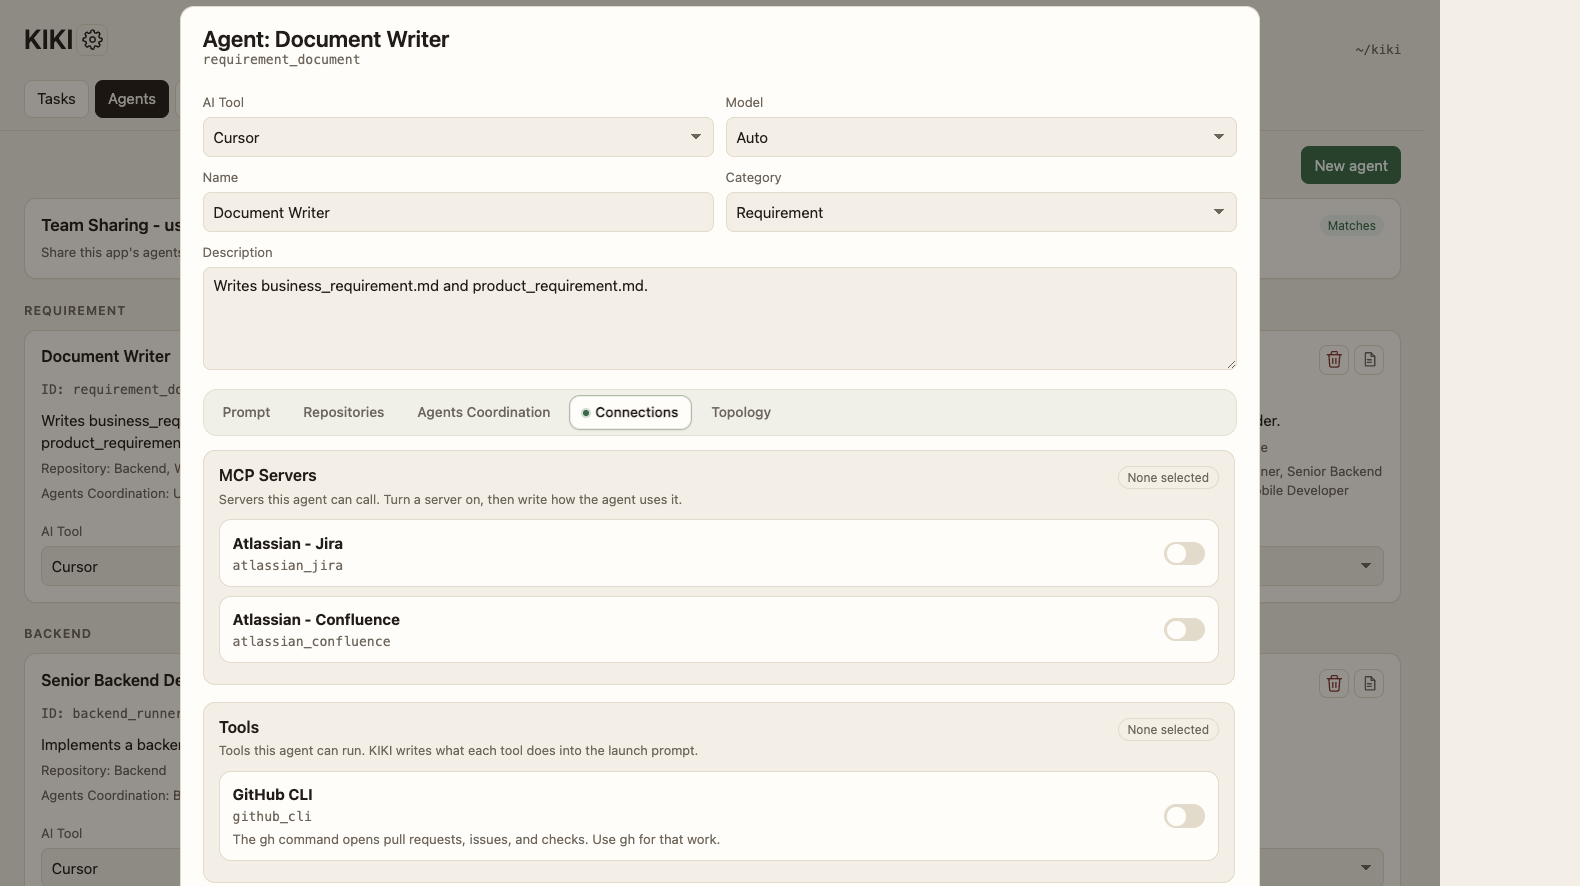 KIKI
~/kiki
Tasks
Agents
New agent
Team Sharing - us
Share this app's agents
Matches
REQUIREMENT
Document Writer
ID: requirement_do
Writes business_req
product_requiremen
Repository: Backend, W
Agents Coordination: U
AI Tool
Cursor
BACKEND
Senior Backend De
ID: backend_runner
Implements a backe
Repository: Backend
Agents Coordination: B
AI Tool
Cursor
Agent: Document Writer
requirement_document
AI Tool
Model
Cursor
Auto
Name
Category
Document Writer
Requirement
Description
Writes business_requirement.md and product_requirement.md.
Prompt
Repositories
Agents Coordination
Connections
Topology
MCP Servers
None selected
Servers this agent can call. Turn a server on, then write how the agent uses it.
Atlassian - Jira
atlassian_jira
Atlassian - Confluence
atlassian_confluence
Tools
None selected
Tools this agent can run. KIKI writes what each tool does into the launch prompt.
GitHub CLI
github_cli
The gh command opens pull requests, issues, and checks. Use gh for that work.
der.
e
ner, Senior Backend
bile Developer